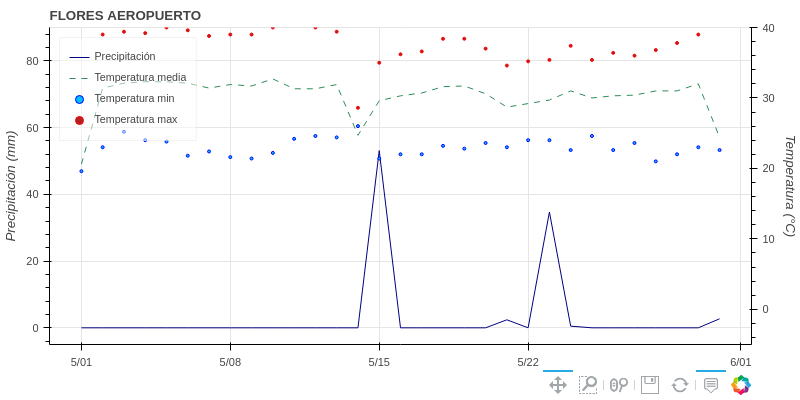 FLORES AEROPUERTO
Precipitación
Temperatura media
Temperatura min
Temperatura max
Precipitación (mm)
80
60
40
20
0
40
30
20
10
0
Temperatura (°C)
5/01 5/08 5/15 5/22 6/01